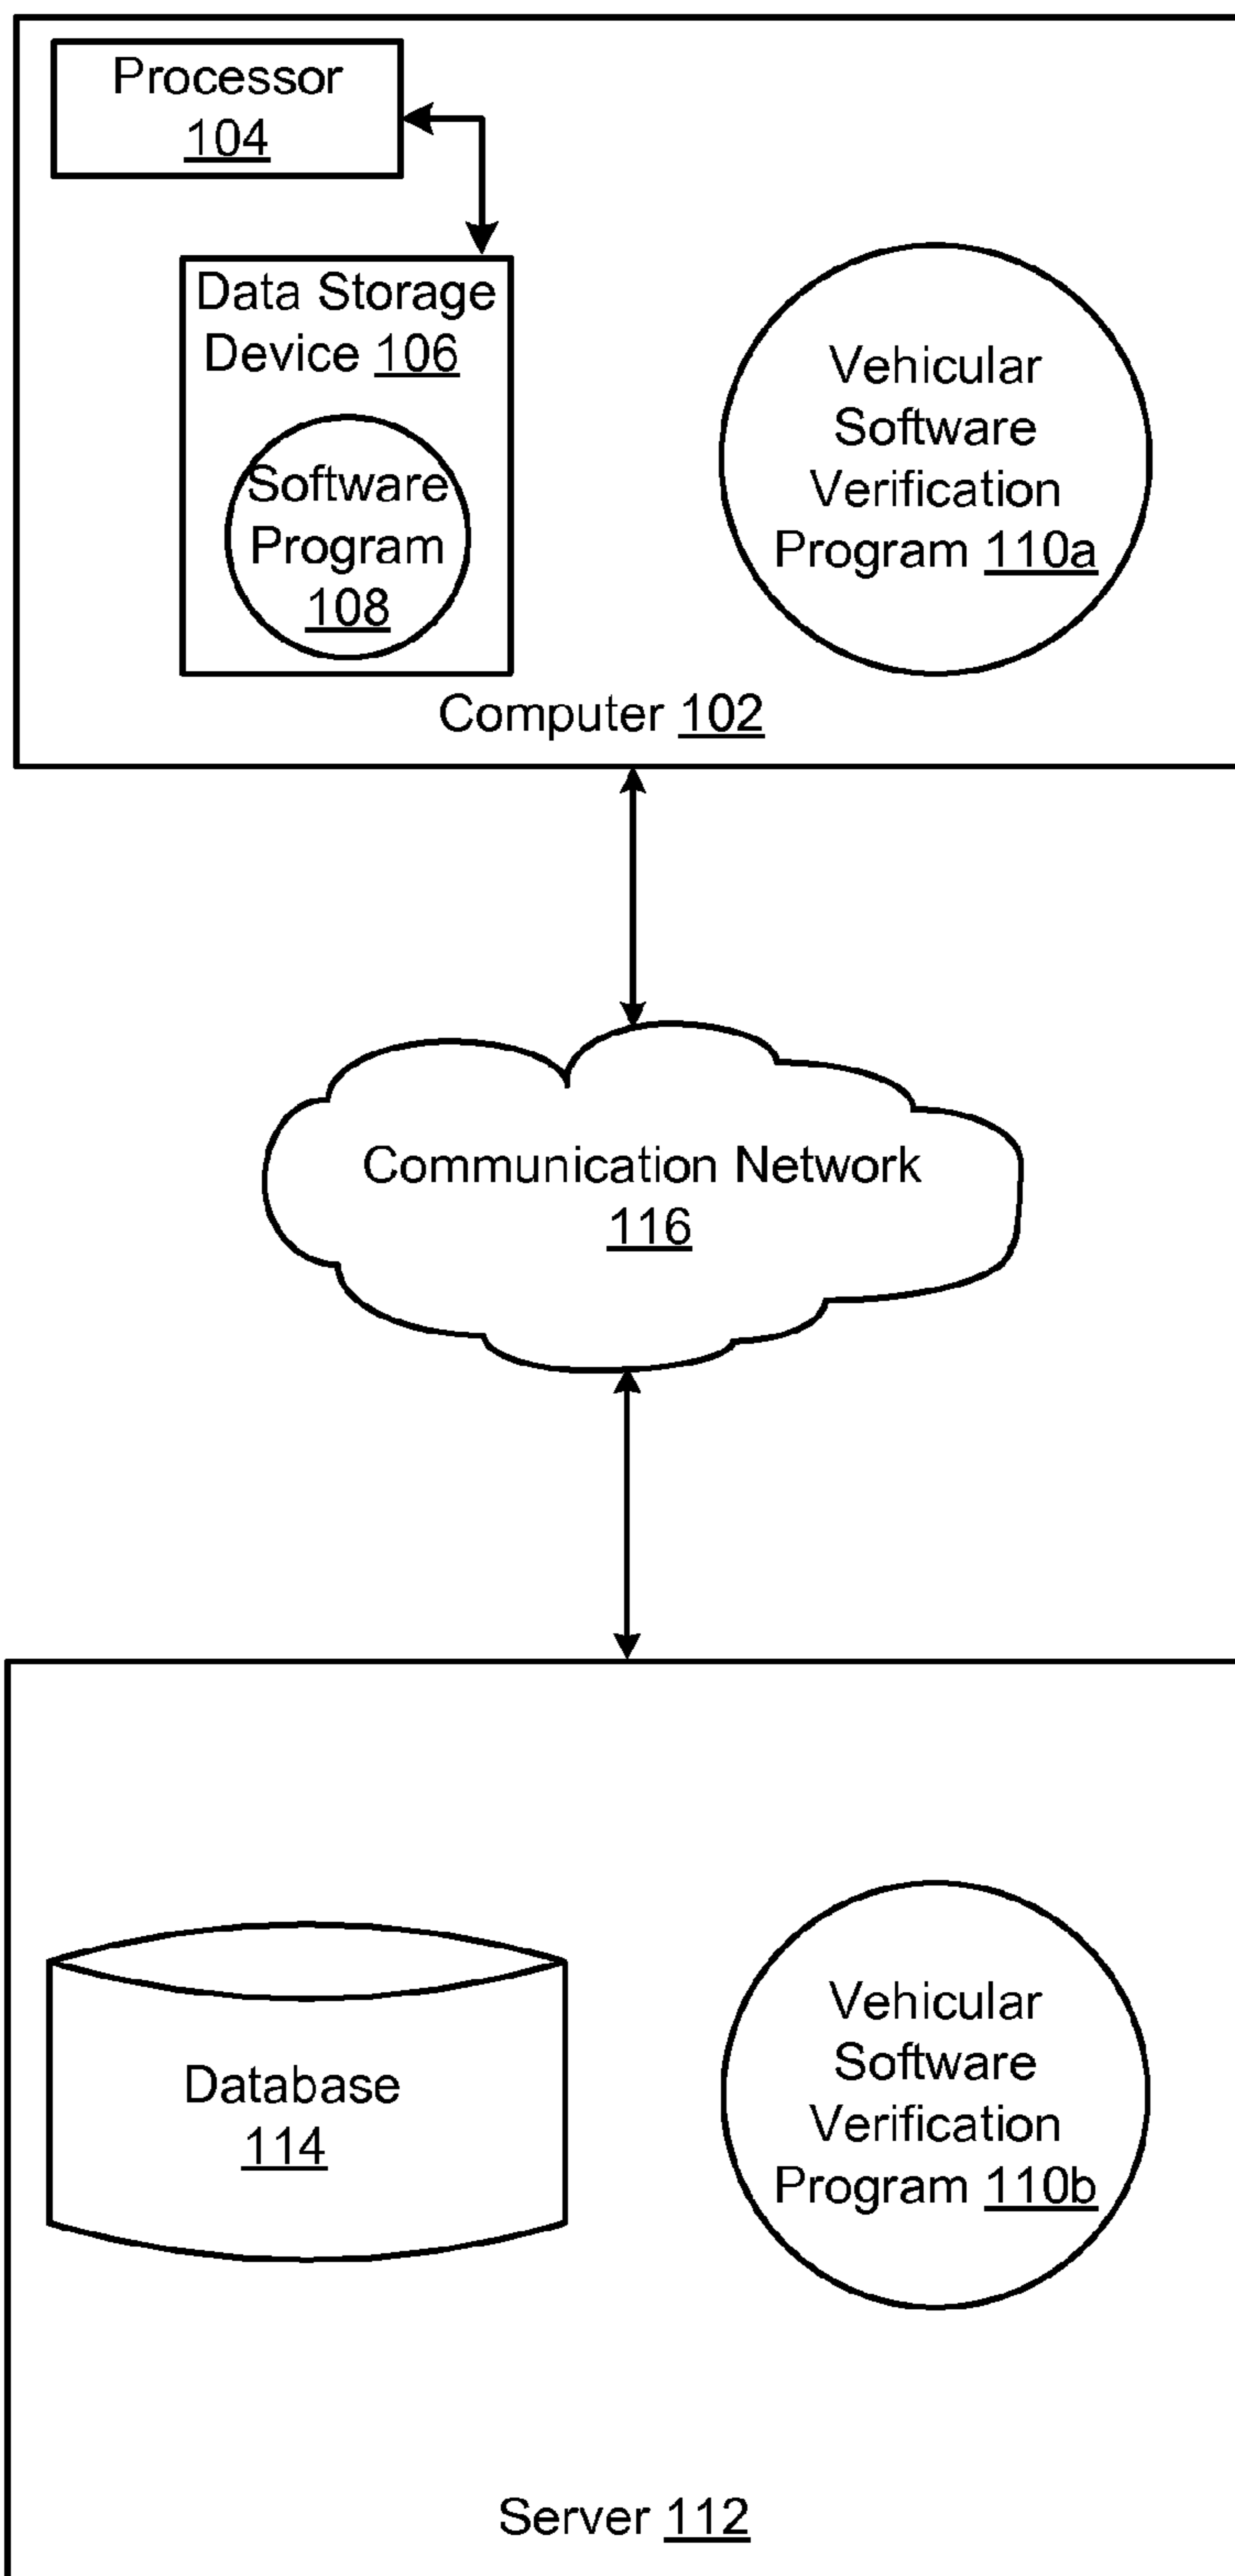 Processor
104
Data Storage
Device 106
Software
Program
108
Vehicular
Software
Verification
Program 110a
Computer 102
Communication Network
116
Database
114
Vehicular
Software
Verification
Program 110b
Server 112